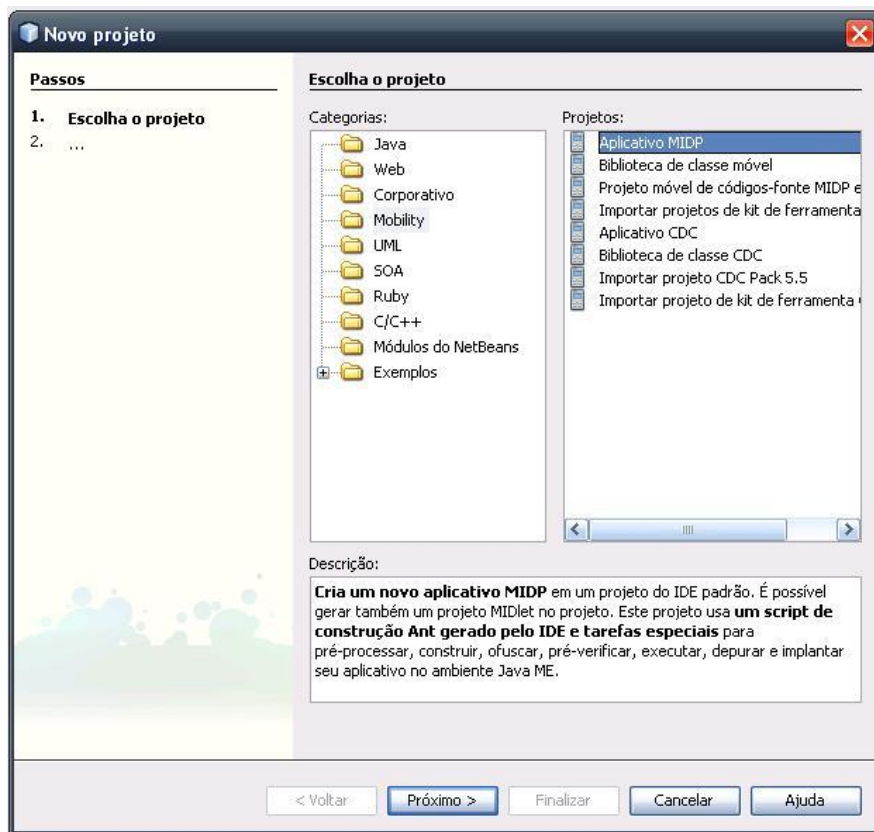 Novo projeto
Passos
1. Escolha o projeto
2. ...
Escolha o projeto
Categorias:
Java
Web
Corporativo
Mobility
UML
SOA
Ruby
C/C++
Módulos do NetBeans
Exemplos
Projetos:
Aplicativo MIDP
Biblioteca de classe móvel
Projeto móvel de códigos-fonte MIDP e
Importar projetos de kit de ferramenta
Aplicativo CDC
Biblioteca de classe CDC
Importar projeto CDC Pack 5.5
Importar projeto de kit de ferramenta
Descrição:
Cria um novo aplicativo MIDP em um projeto do IDE padrão. É possível
gerar também um projeto MIDlet no projeto. Este projeto usa um script de
construção Ant gerado pelo IDE e tarefas especiais para
pré-processar, construir, ofuscar, pré-verificar, executar, depurar e implantar
seu aplicativo no ambiente Java ME.
< Voltar
Próximo >
Finalizar
Cancelar
Ajuda